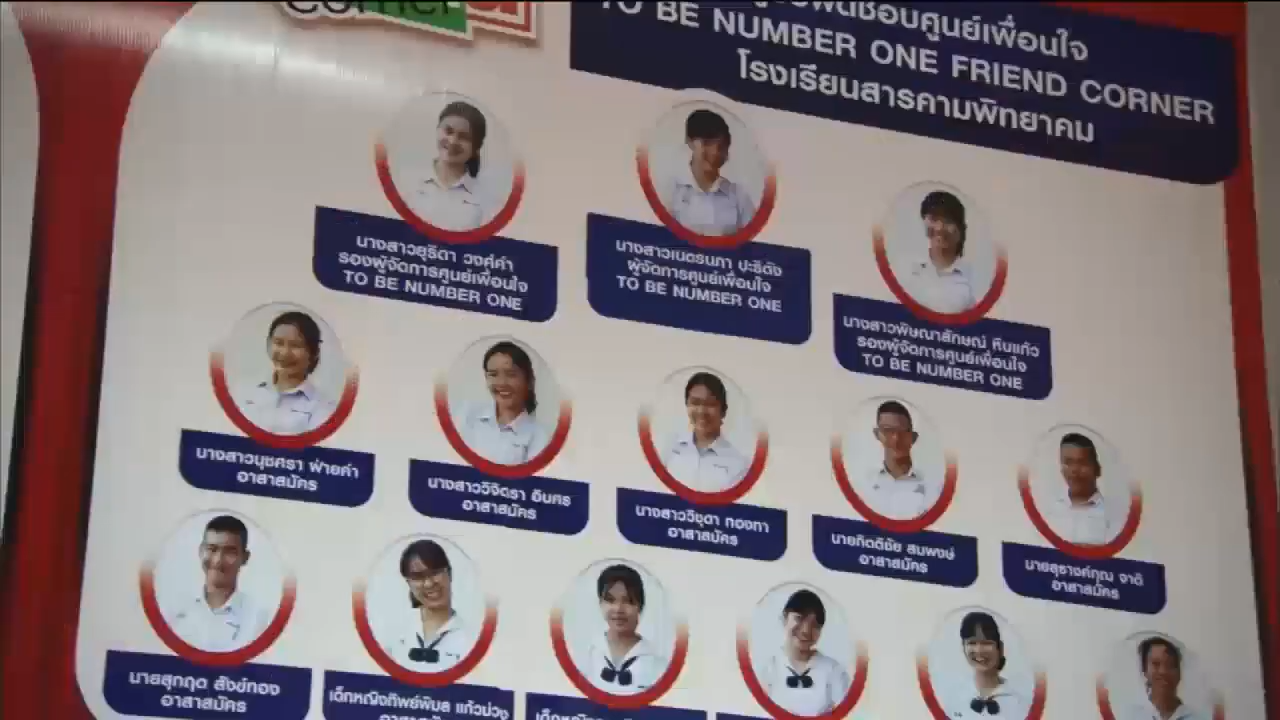 Corner
ศูนย์เพื่อนใจ
TO BE NUMBER ONE FRIEND CORNER
โรงเรียนสารคามพิทยาคม
นางสาวยุริดา วงศ์คำ
รองผู้จัดการศูนย์เพื่อนใจ
TO BE NUMBER ONE
นางสาวเนตรนภา ปะธิตัง
ผู้จัดการศูนย์เพื่อนใจ
TO BE NUMBER ONE
นางสาวพิษณาลักษณ์ หินแก้ว
รองผู้จัดการศูนย์เพื่อนใจ
TO BE NUMBER ONE
นางสาวนุชศรา ฝ่ายคำ
อาสาสมัคร
นางสาววิจิตรา อินศร
อาสาสมัคร
นางสาววิชุดา ทองทา
อาสาสมัคร
นายกิตติชัย สมพงษ์
อาสาสมัคร
นายสุรางค์กุณ จาดี
อาสาสมัคร
นายสุกฤต สังข์ทอง
อาสาสมัคร
เด็กหญิงทิพย์พิมล แก้วม่วง